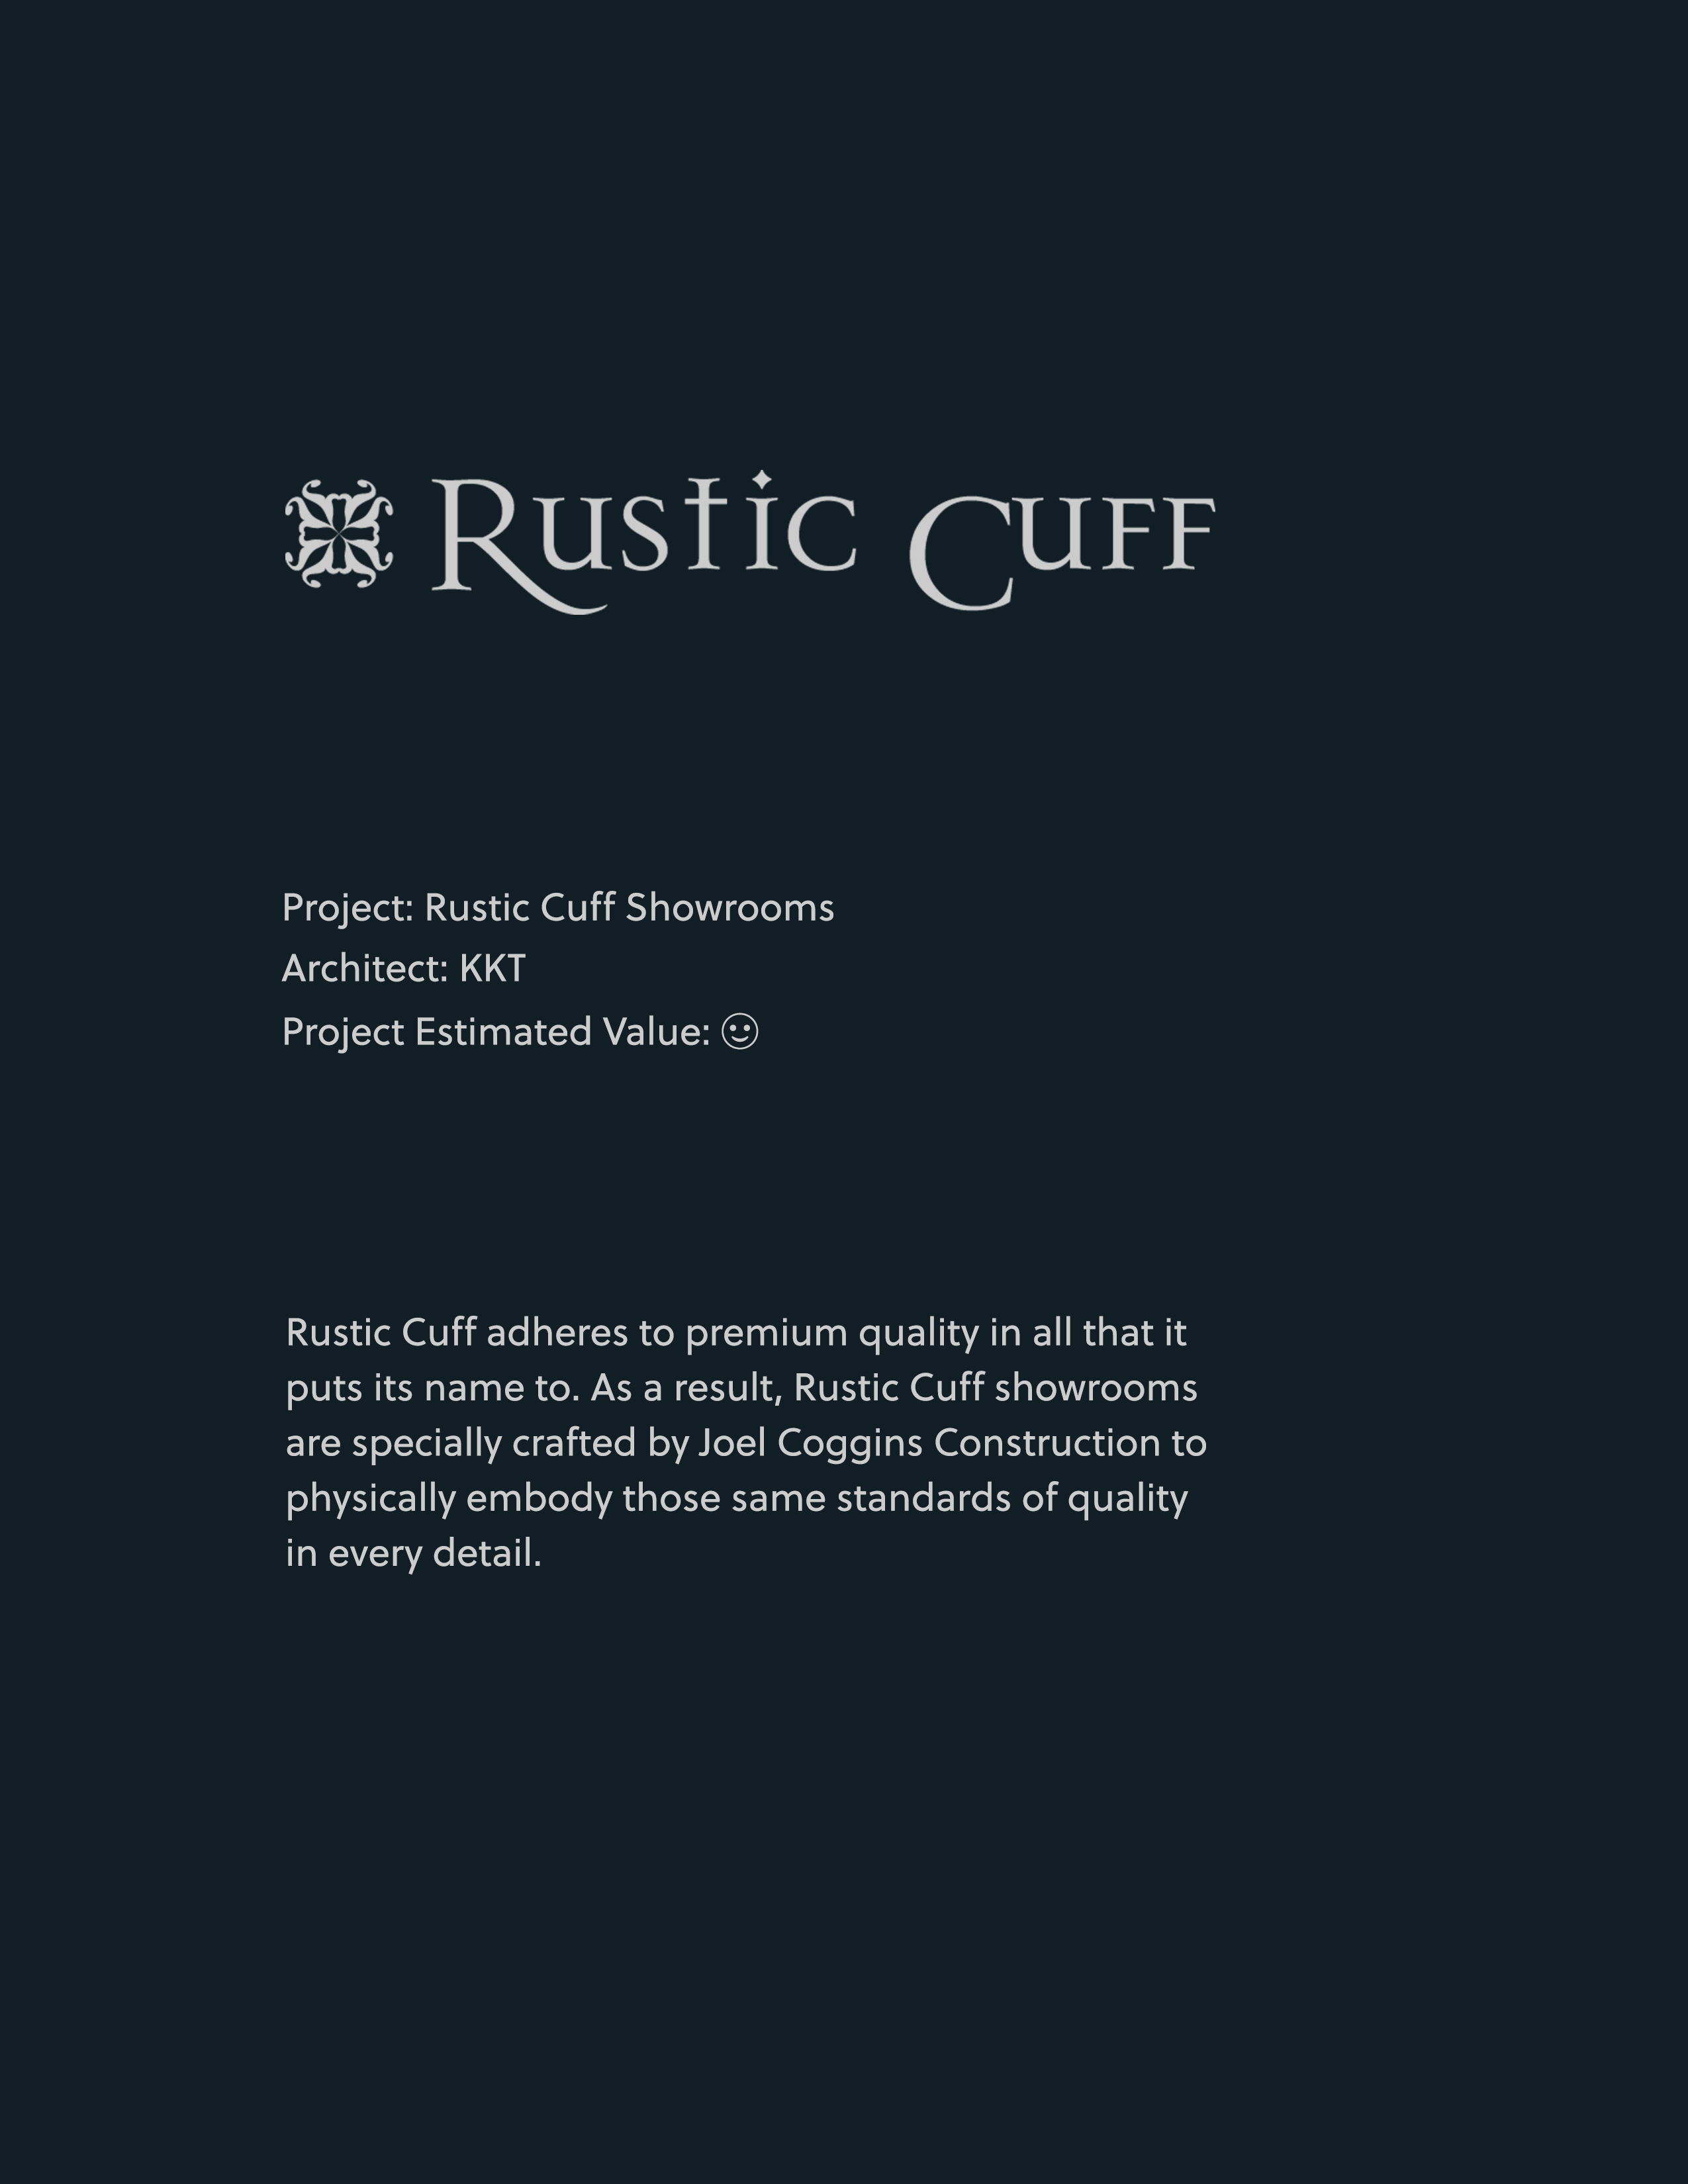 Rustic Cuff
Project: Rustic Cuff Showrooms
Architect: KKT
Project Estimated Value: ☺
Rustic Cuff adheres to premium quality in all that it
puts its name to. As a result, Rustic Cuff showrooms
are specially crafted by Joel Coggins Construction to
physically embody those same standards of quality
in every detail.